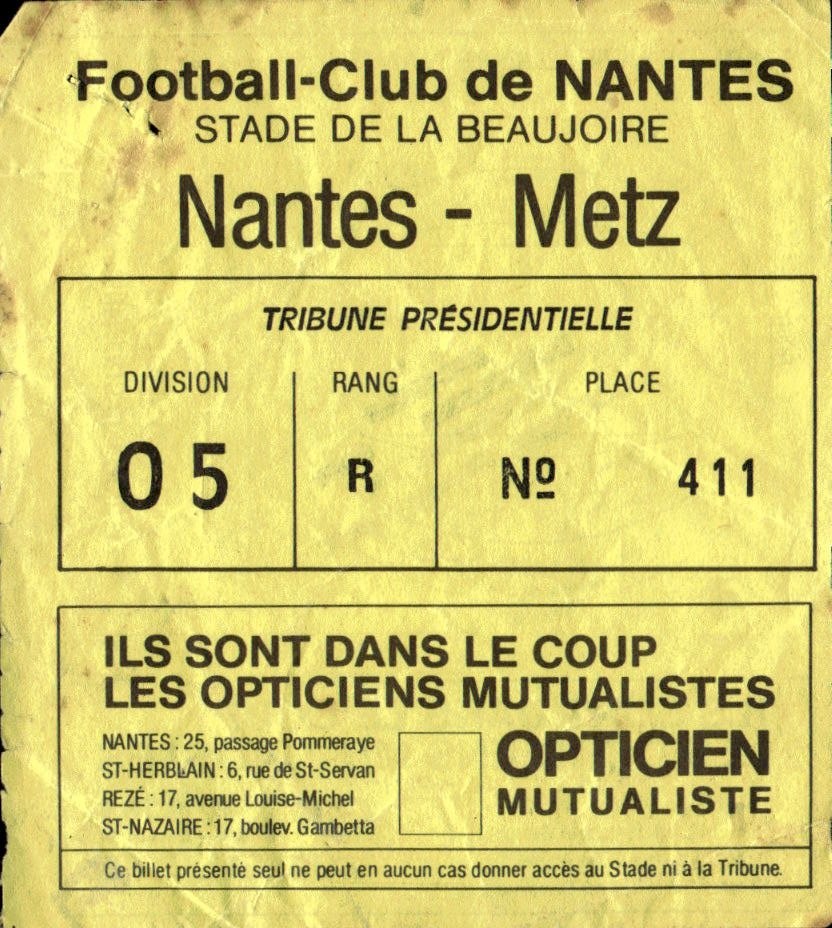 Football-Club de NANTES
STADE DE LA BEAUJOIRE
Nantes - Metz
TRIBUNE PRÉSIDENTIELLE
DIVISION RANG PLACE
05 R Nº 411
ILS SONT DANS LE COUP
LES OPTICIENS MUTUALISTES
NANTES : 25, passage Pommeraye
ST-HERBLAIN : 6, rue de St-Servan
REZÉ : 17, avenue Louise-Michel
ST-NAZAIRE : 17, boulev. Gambetta
OPTICIEN
MUTUALISTE
Ce billet présenté seul ne peut en aucun cas donner accès au Stade ni à la Tribune.